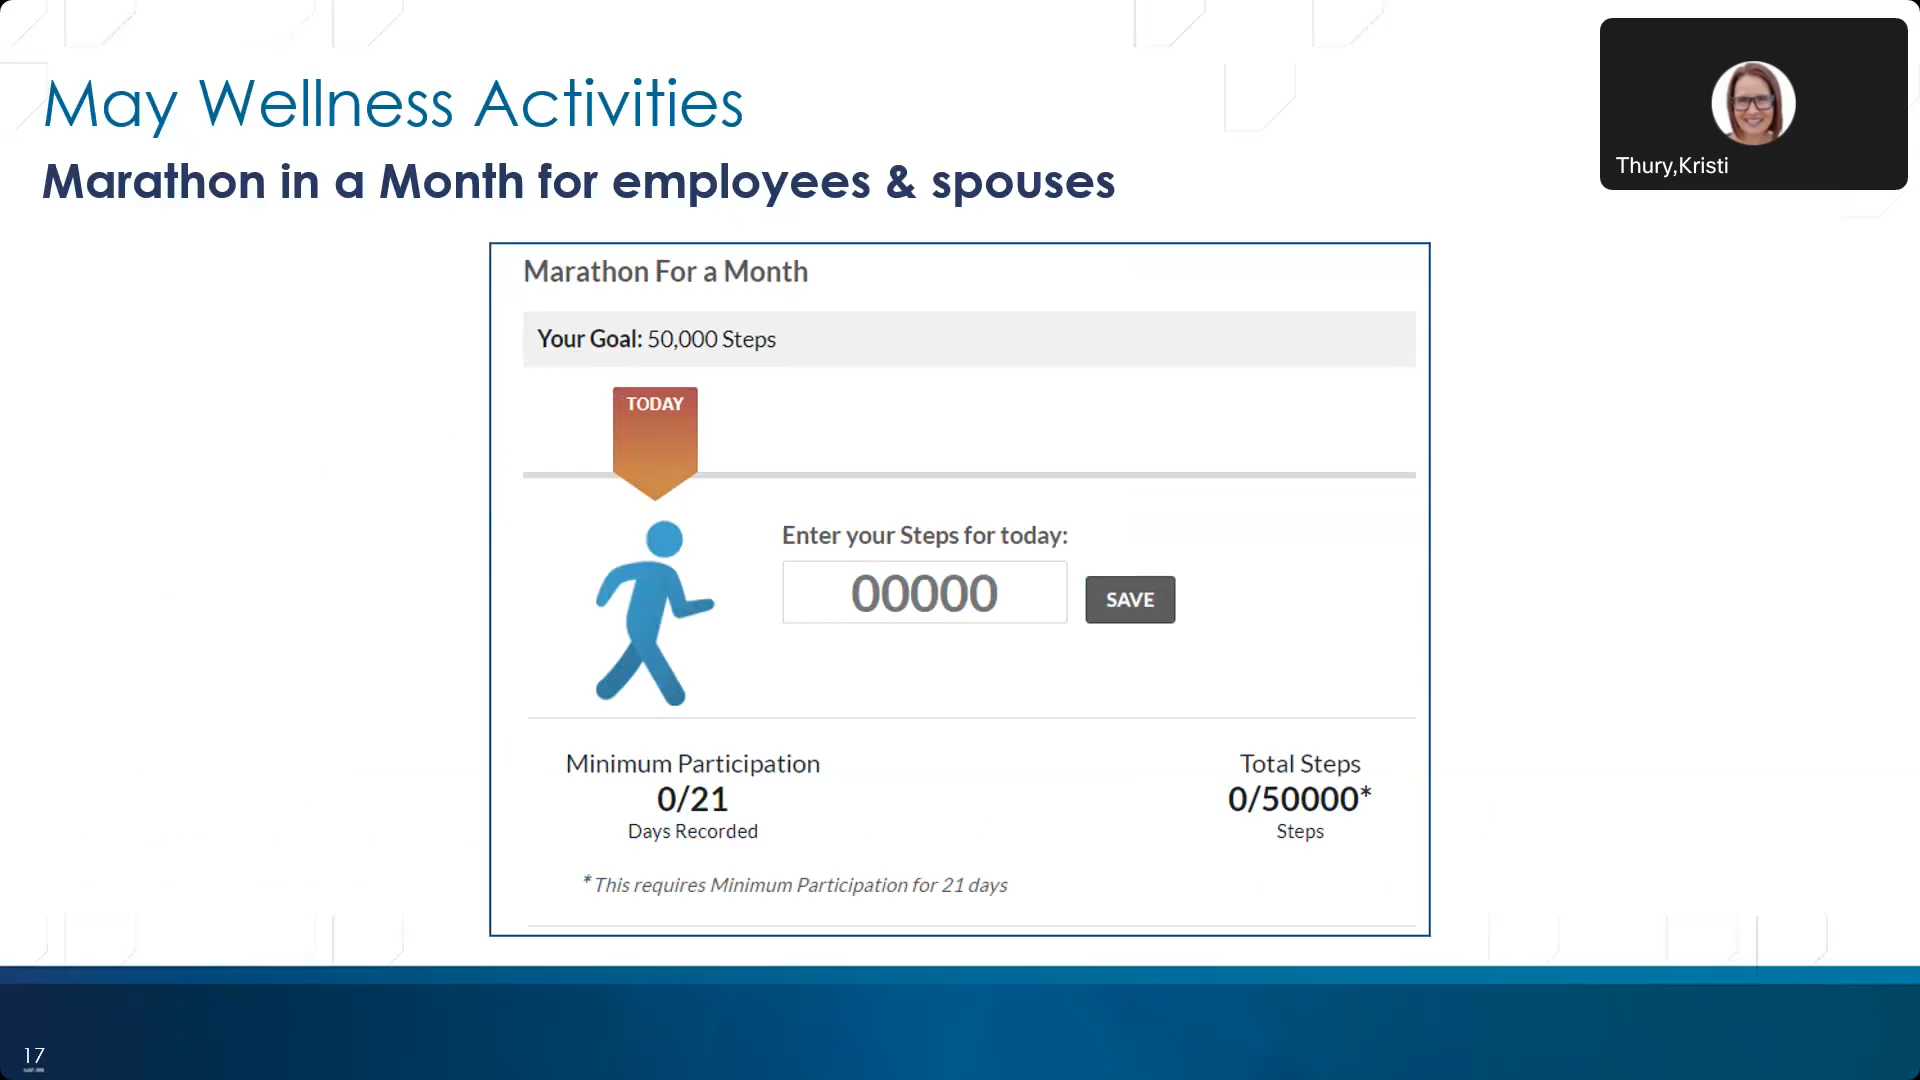 May Wellness Activities
Marathon in a Month for employees & spouses
Thury,Kristi
Marathon For a Month
Your Goal: 50,000 Steps
TODAY
Enter your Steps for today:
00000
SAVE
Minimum Participation
0/21
Days Recorded
Total Steps
0/50000*
Steps
* This requires Minimum Participation for 21 days
17